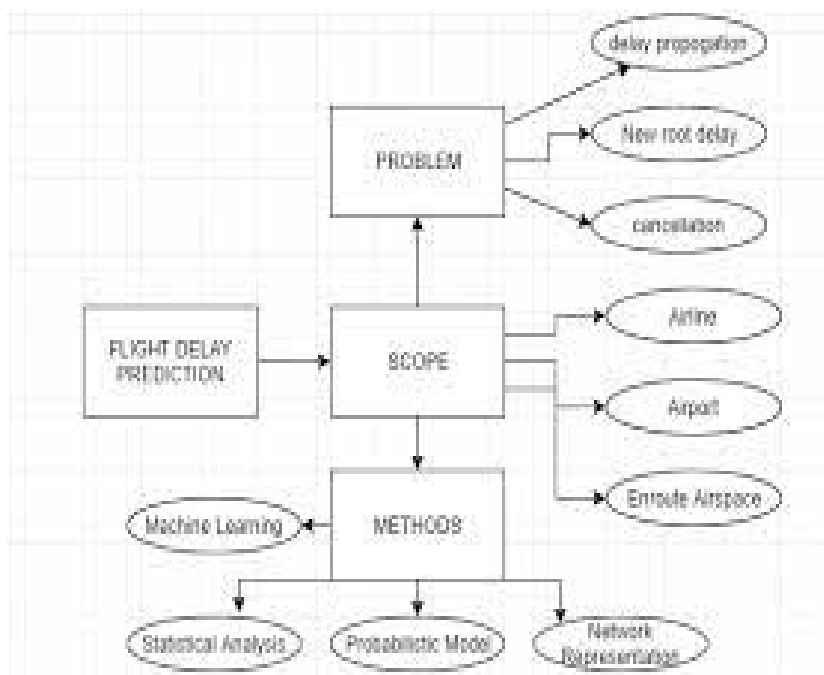 delay propogation
New root delay
PROBLEM
cancellation
Airline
FLIGHT DELAY
PREDICTION
SCOPE
Airport
Enroute Airspace
Machine Learning
METHODS
Statistical Analysis
Probabilistic Model
Network
Representation